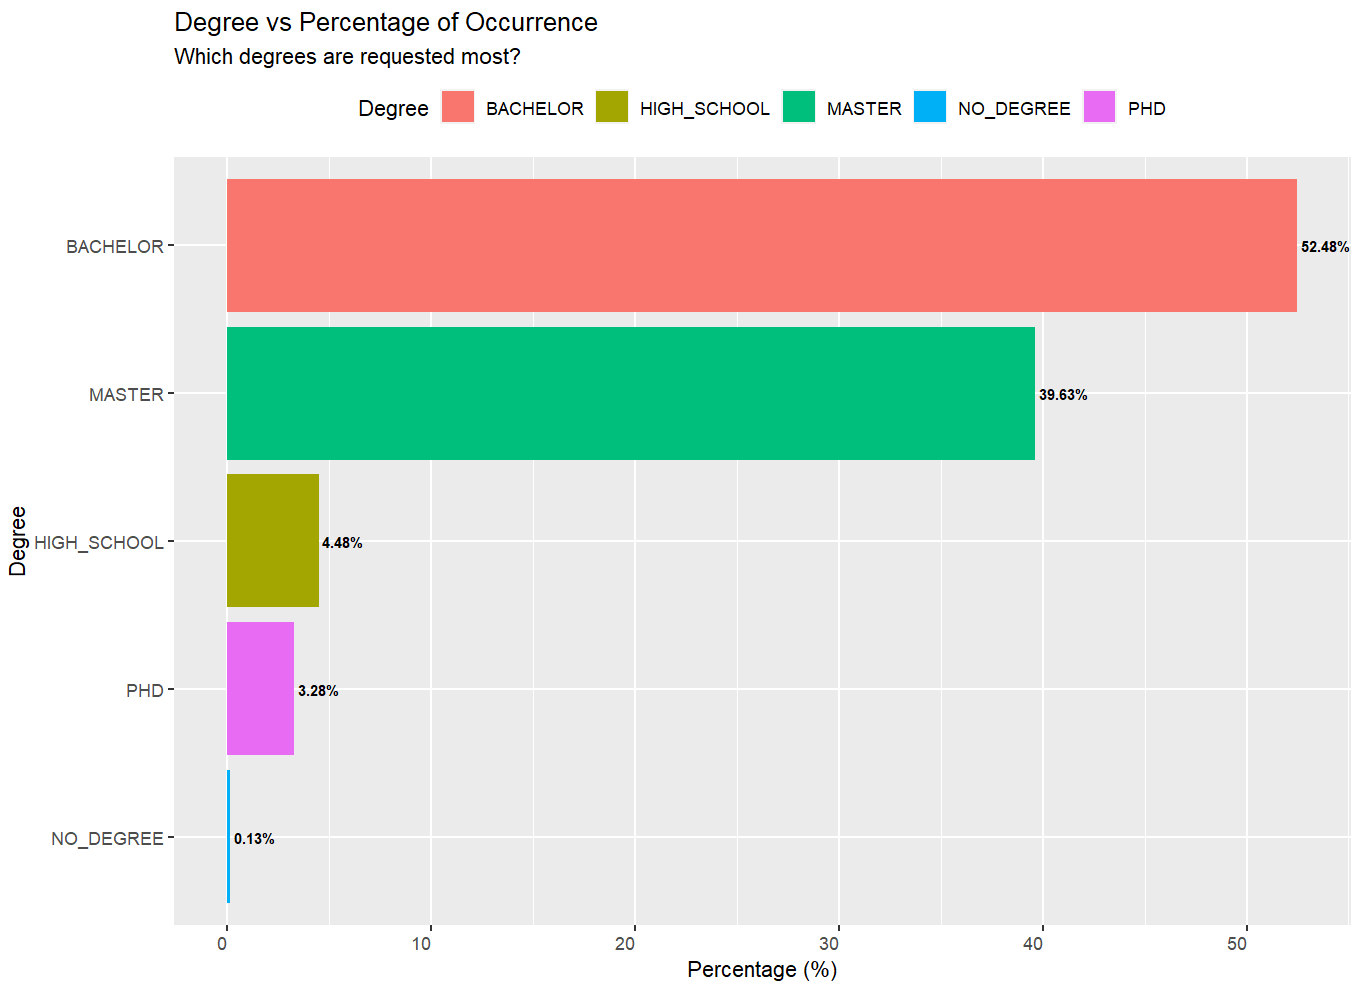 Degree vs Percentage of Occurrence
Which degrees are requested most?
Degree BACHELOR HIGH_SCHOOL MASTER NO_DEGREE PHD
BACHELOR 52.48%
MASTER 39.63%
Degree
HIGH_SCHOOL 4.48%
PHD 3.28%
NO_DEGREE 0.13%
0 10 20 30 40 50
Percentage (%)